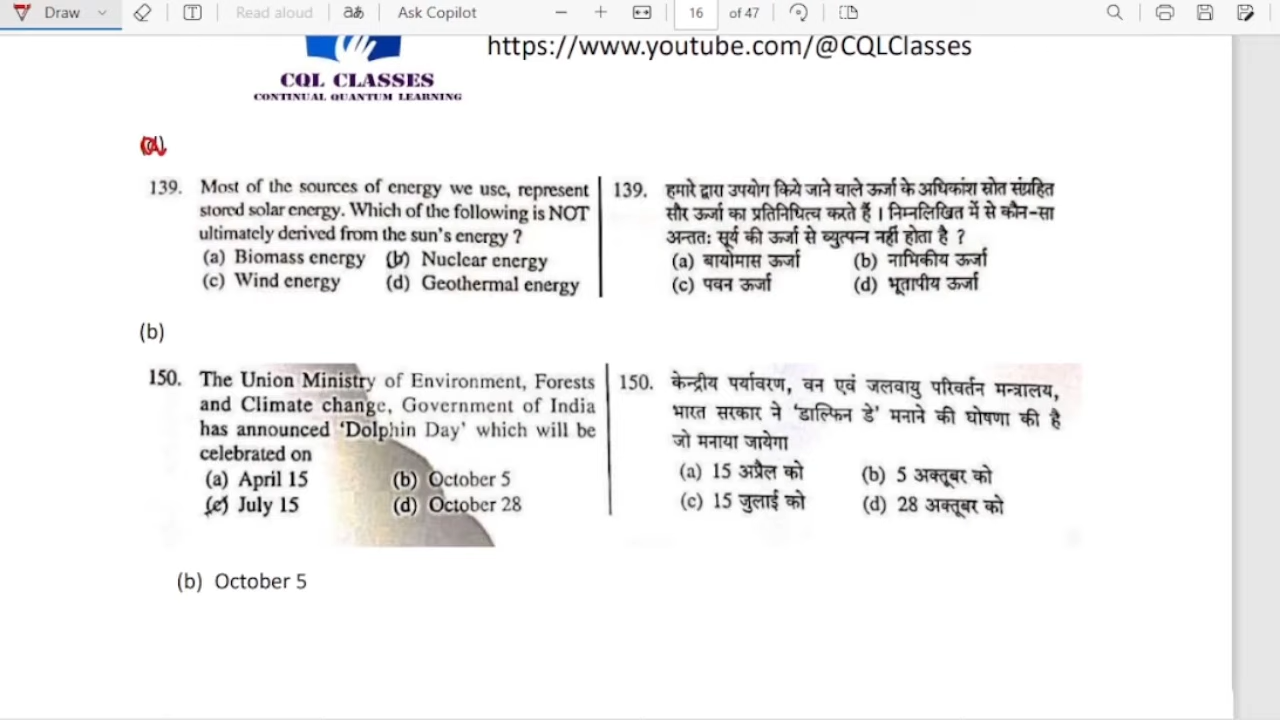 Draw
Read aloud
aあ
Ask Copilot
16
of 47
https://www.youtube.com/@CQLClasses
CQL CLASSES
CONTINUAL QUANTUM LEARNING
139. Most of the sources of energy we use, represent
stored solar energy. Which of the following is NOT
ultimately derived from the sun's energy ?
(a) Biomass energy (b) Nuclear energy
(c) Wind energy (d) Geothermal energy
139. हमारे द्वारा उपयोग किये जाने वाले ऊर्जा के अधिकांश स्रोत संग्रहित
सौर ऊर्जा का प्रतिनिधित्व करते हैं । निम्नलिखित में से कौन-सा
अन्ततः सूर्य की ऊर्जा से व्युत्पन्न नहीं होता है ?
(a) बायोमास ऊर्जा (b) नाभिकीय ऊर्जा
(c) पवन ऊर्जा (d) भूतापीय ऊर्जा
(b)
150. The Union Ministry of Environment, Forests
and Climate change, Government of India
has announced 'Dolphin Day' which will be
celebrated on
(a) April 15 (b) October 5
(c) July 15 (d) October 28
150. केन्द्रीय पर्यावरण, वन एवं जलवायु परिवर्तन मन्त्रालय,
भारत सरकार ने 'डाल्फिन डे' मनाने की घोषणा की है
जो मनाया जायेगा
(a) 15 अप्रैल को (b) 5 अक्तूबर को
(c) 15 जुलाई को (d) 28 अक्तूबर को
(b) October 5